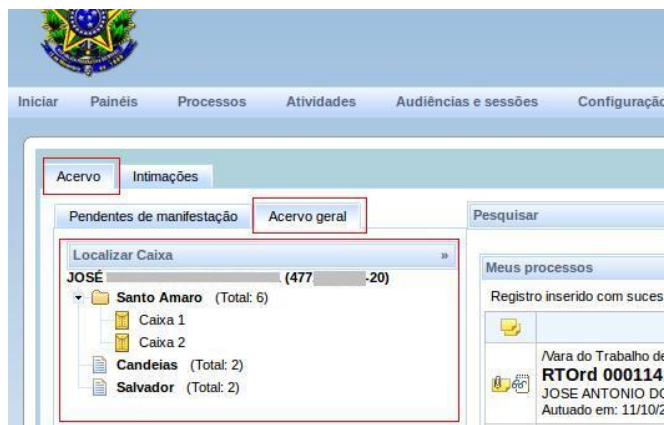 Iniciar Painéis Processos Atividades Audiências e sessões Configuração
Acervo Intimações
Pendentes de manifestação Acervo geral
Localizar Caixa »
JOSÉ (477 -20)
Santo Amaro (Total: 6)
Caixa 1
Caixa 2
Candeias (Total: 2)
Salvador (Total: 2)
Pesquisar
Meus processos
Registro inserido com suces
/Vara do Trabalho de
RTOrd 000114
JOSE ANTONIO DO
Autuado em: 11/10/2